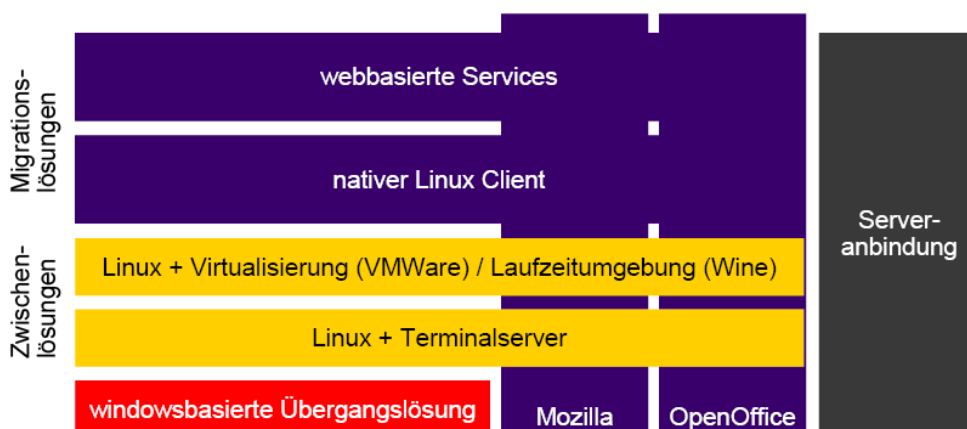 Migrations-
lösungen
webbasierte Services
nativer Linux Client
Zwischen-
lösungen
Linux + Virtualisierung (VMWare) / Laufzeitumgebung (Wine)
Linux + Terminalserver
windowsbasierte Übergangslösung
Mozilla
OpenOffice
Server-
anbindung